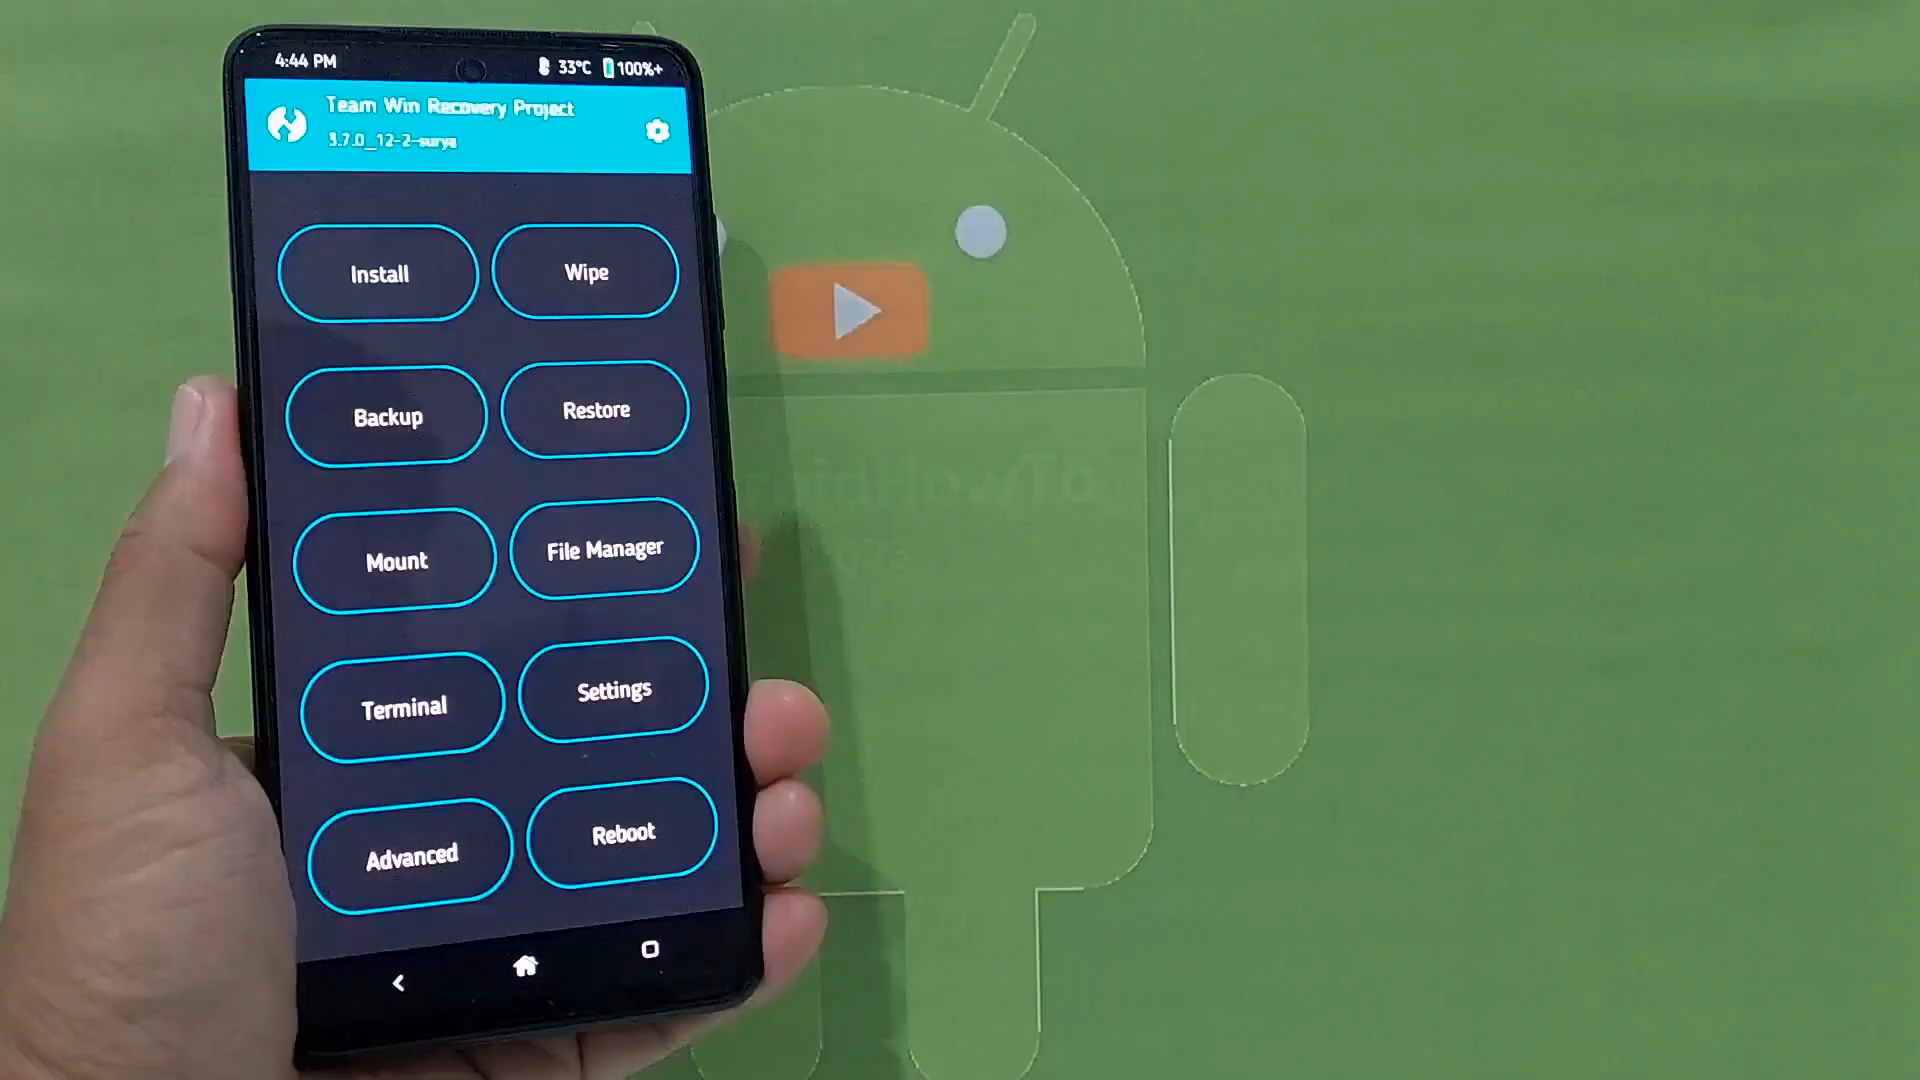 4:44 PM
33°C 100%+
Team Win Recovery Project
3.7.0_12-2-surya
Install
Wipe
Backup
Restore
Mount
File Manager
Terminal
Settings
Advanced
Reboot